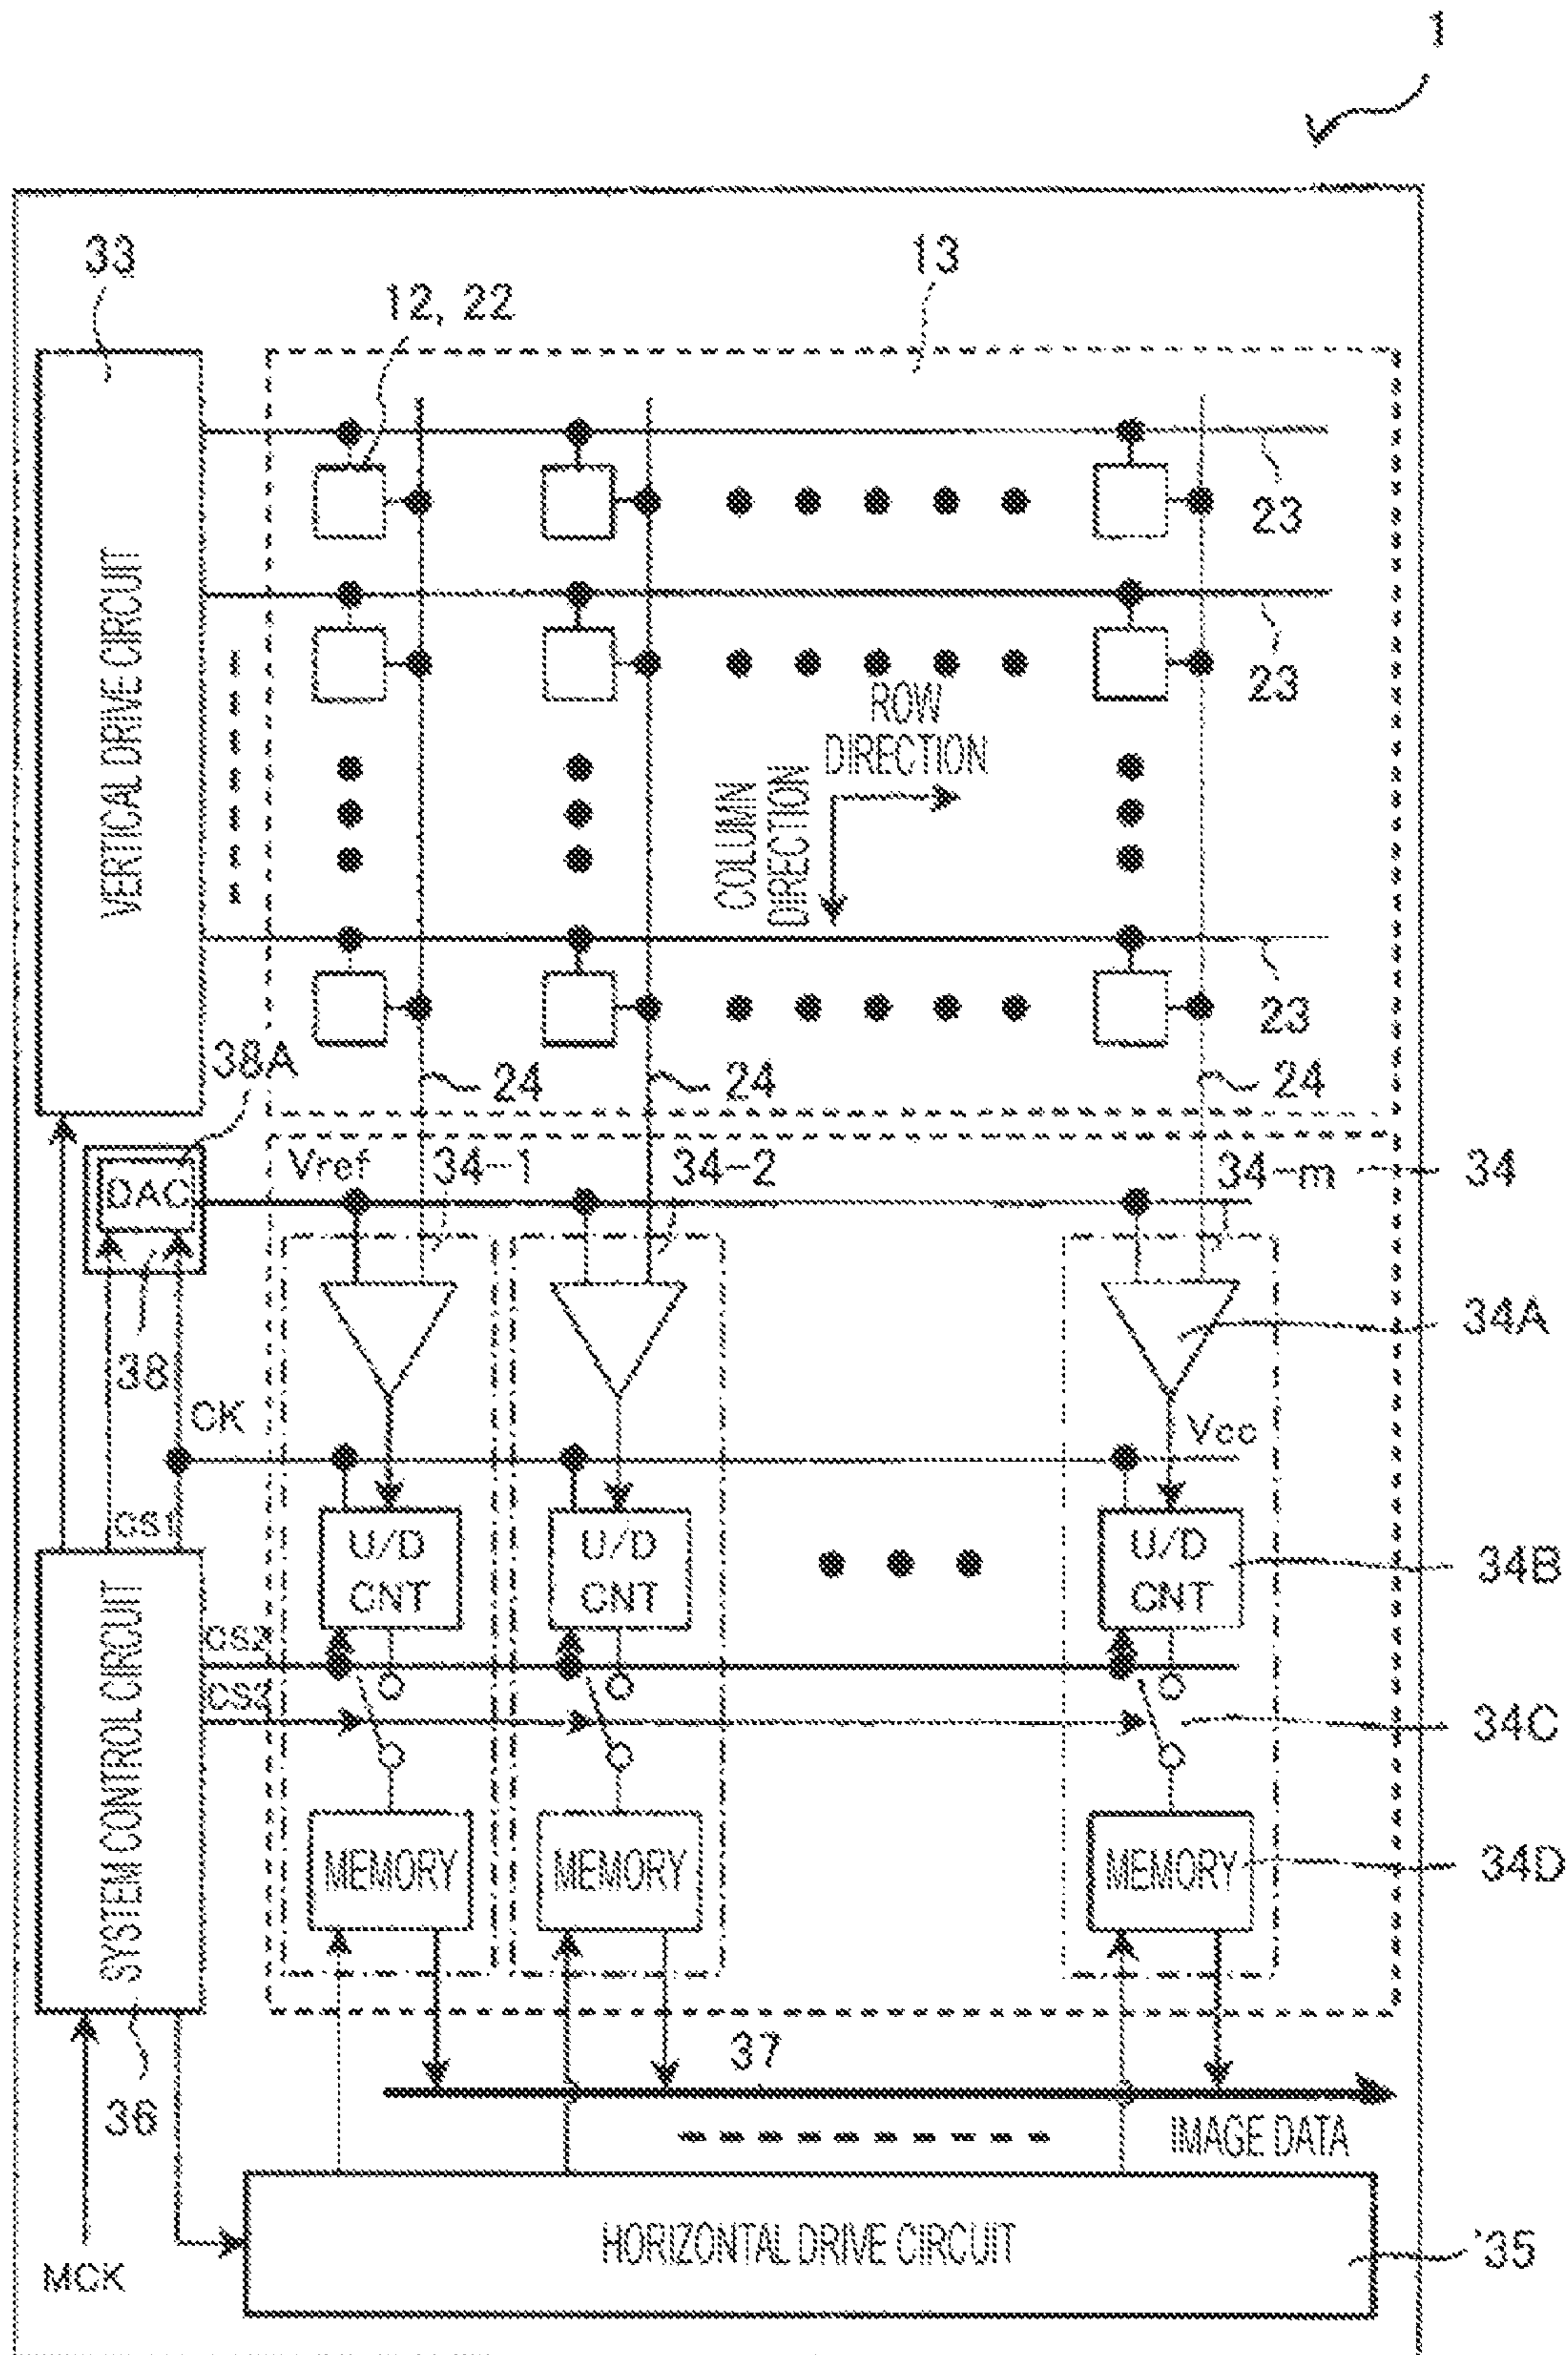 1
33
12, 22
13
23
VERTICAL DRIVE CIRCUIT
23
ROW
DIRECTION
COLUMN
DIRECTION
23
38A
24
24
24
DAC
Vref
34-1
34-2
34-m
34
34A
38
CK
Vco
CS1
U/D
CNT
U/D
CNT
U/D
CNT
34B
SYSTEM CONTROL CIRCUIT
CS2
CS3
34C
MEMORY
MEMORY
MEMORY
34D
36
37
IMAGE DATA
HORIZONTAL DRIVE CIRCUIT
35
MCK